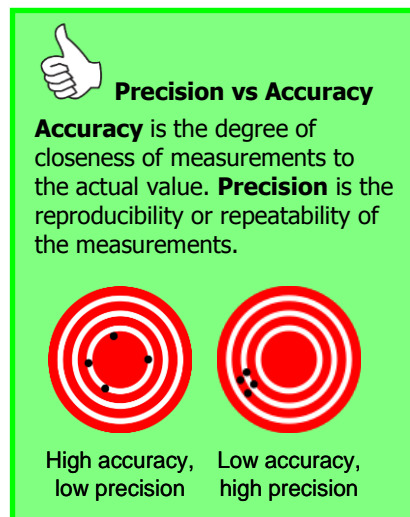 Precision vs Accuracy
Accuracy is the degree of
closeness of measurements to
the actual value. Precision is the
reproducibility or repeatability of
the measurements.
High accuracy,
low precision
Low accuracy,
high precision